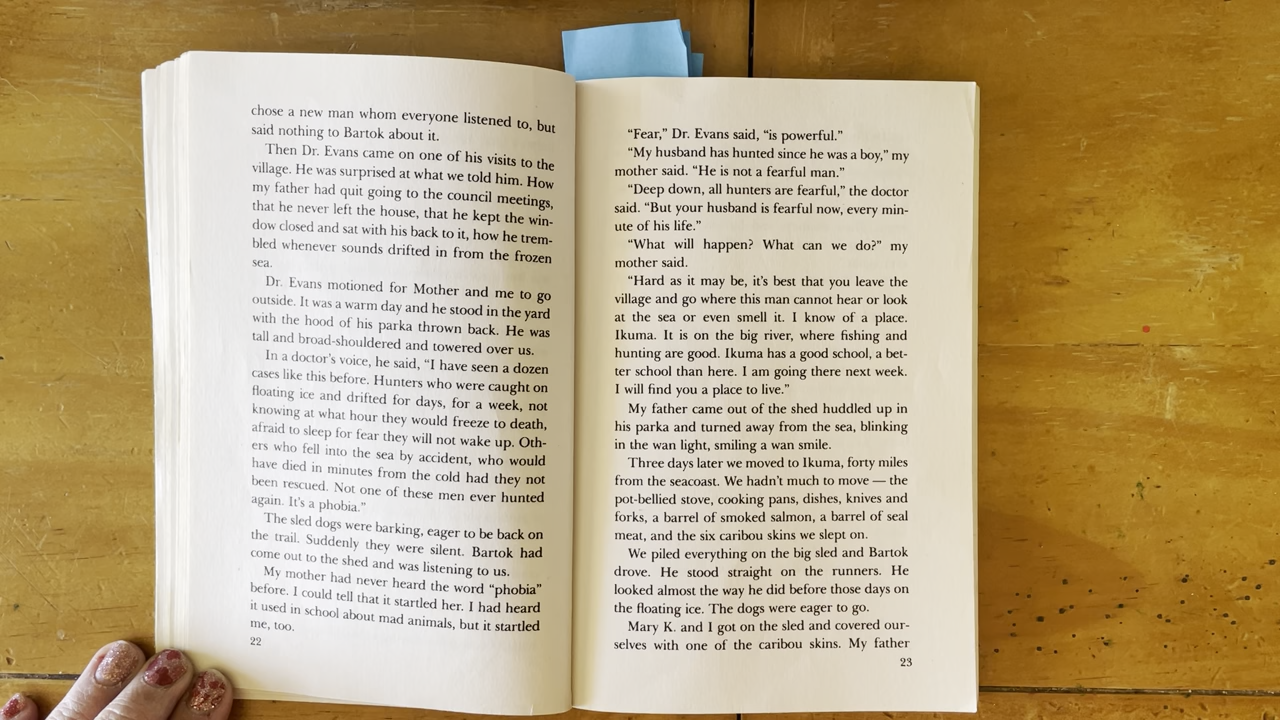 chose a new man whom everyone listened to, but
said nothing to Bartok about it.
Then Dr. Evans came on one of his visits to the
village. He was surprised at what we told him. How
my father had quit going to the council meetings,
that he never left the house, that he kept the win-
dow closed and sat with his back to it, how he trem-
bled whenever sounds drifted in from the frozen
sea.
Dr. Evans motioned for Mother and me to go
outside. It was a warm day and he stood in the yard
with the hood of his parka thrown back. He was
tall and broad-shouldered and towered over us.
In a doctor's voice, he said, “I have seen a dozen
cases like this before. Hunters who were caught on
floating ice and drifted for days, for a week, not
knowing at what hour they would freeze to death,
afraid to sleep for fear they will not wake up. Oth-
ers who fell into the sea by accident, who would
have died in minutes from the cold had they not
been rescued. Not one of these men ever hunted
again. It's a phobia.”
The sled dogs were barking, eager to be back on
the trail. Suddenly they were silent. Bartok had
come out to the shed and was listening to us.
My mother had never heard the word “phobia”
before. I could tell that it startled her. I had heard
it used in school about mad animals, but it startled
me, too.
22
“Fear,” Dr. Evans said, “is powerful.”
“My husband has hunted since he was a boy,” my
mother said. “He is not a fearful man.”
“Deep down, all hunters are fearful,” the doctor
said. “But your husband is fearful now, every min-
ute of his life.”
“What will happen? What can we do?” my
mother said.
“Hard as it may be, it's best that you leave the
village and go where this man cannot hear or look
at the sea or even smell it. I know of a place.
Ikuma. It is on the big river, where fishing and
hunting are good. Ikuma has a good school, a bet-
ter school than here. I am going there next week.
I will find you a place to live.”
My father came out of the shed huddled up in
his parka and turned away from the sea, blinking
in the wan light, smiling a wan smile.
Three days later we moved to Ikuma, forty miles
from the seacoast. We hadn't much to move — the
pot-bellied stove, cooking pans, dishes, knives and
forks, a barrel of smoked salmon, a barrel of seal
meat, and the six caribou skins we slept on.
We piled everything on the big sled and Bartok
drove. He stood straight on the runners. He
looked almost the way he did before those days on
the floating ice. The dogs were eager to go.
Mary K. and I got on the sled and covered our-
selves with one of the caribou skins. My father
23